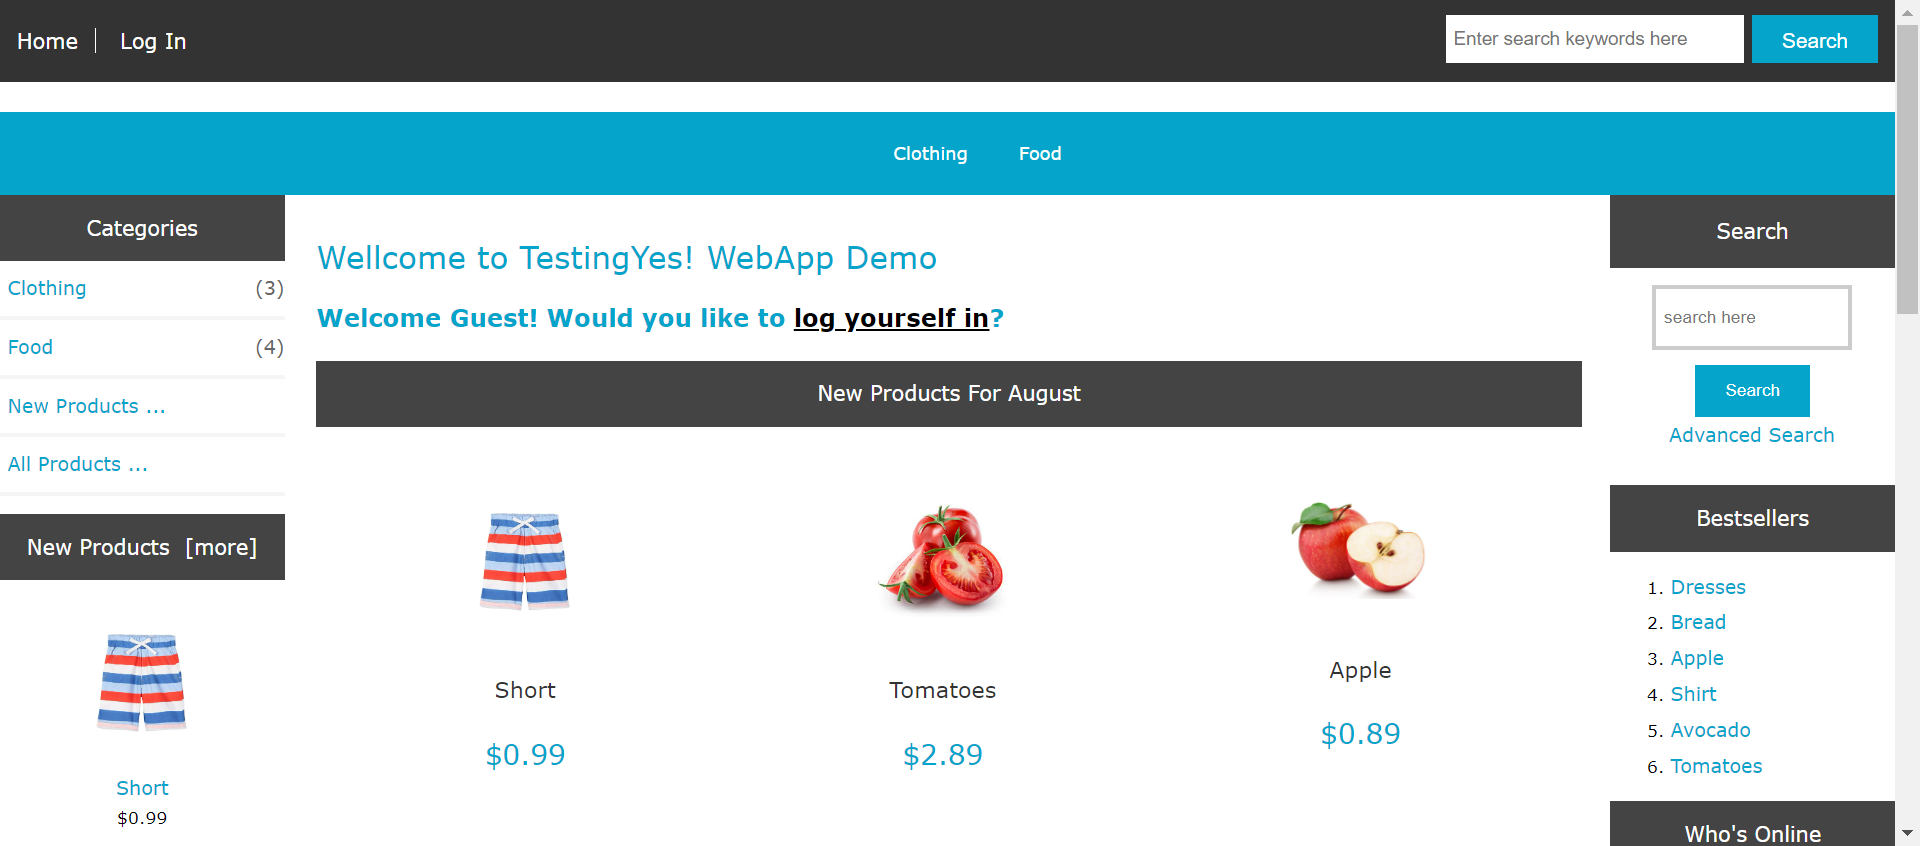 Home
Log In
Enter search keywords here
Search
Clothing
Food
Categories
Clothing (3)
Food (4)
New Products ...
All Products ...
New Products [more]
Short
$0.99
Wellcome to TestingYes! WebApp Demo
Welcome Guest! Would you like to log yourself in?
New Products For August
Short
$0.99
Tomatoes
$2.89
Apple
$0.89
Search
search here
Search
Advanced Search
Bestsellers
1. Dresses
2. Bread
3. Apple
4. Shirt
5. Avocado
6. Tomatoes
Who's Online